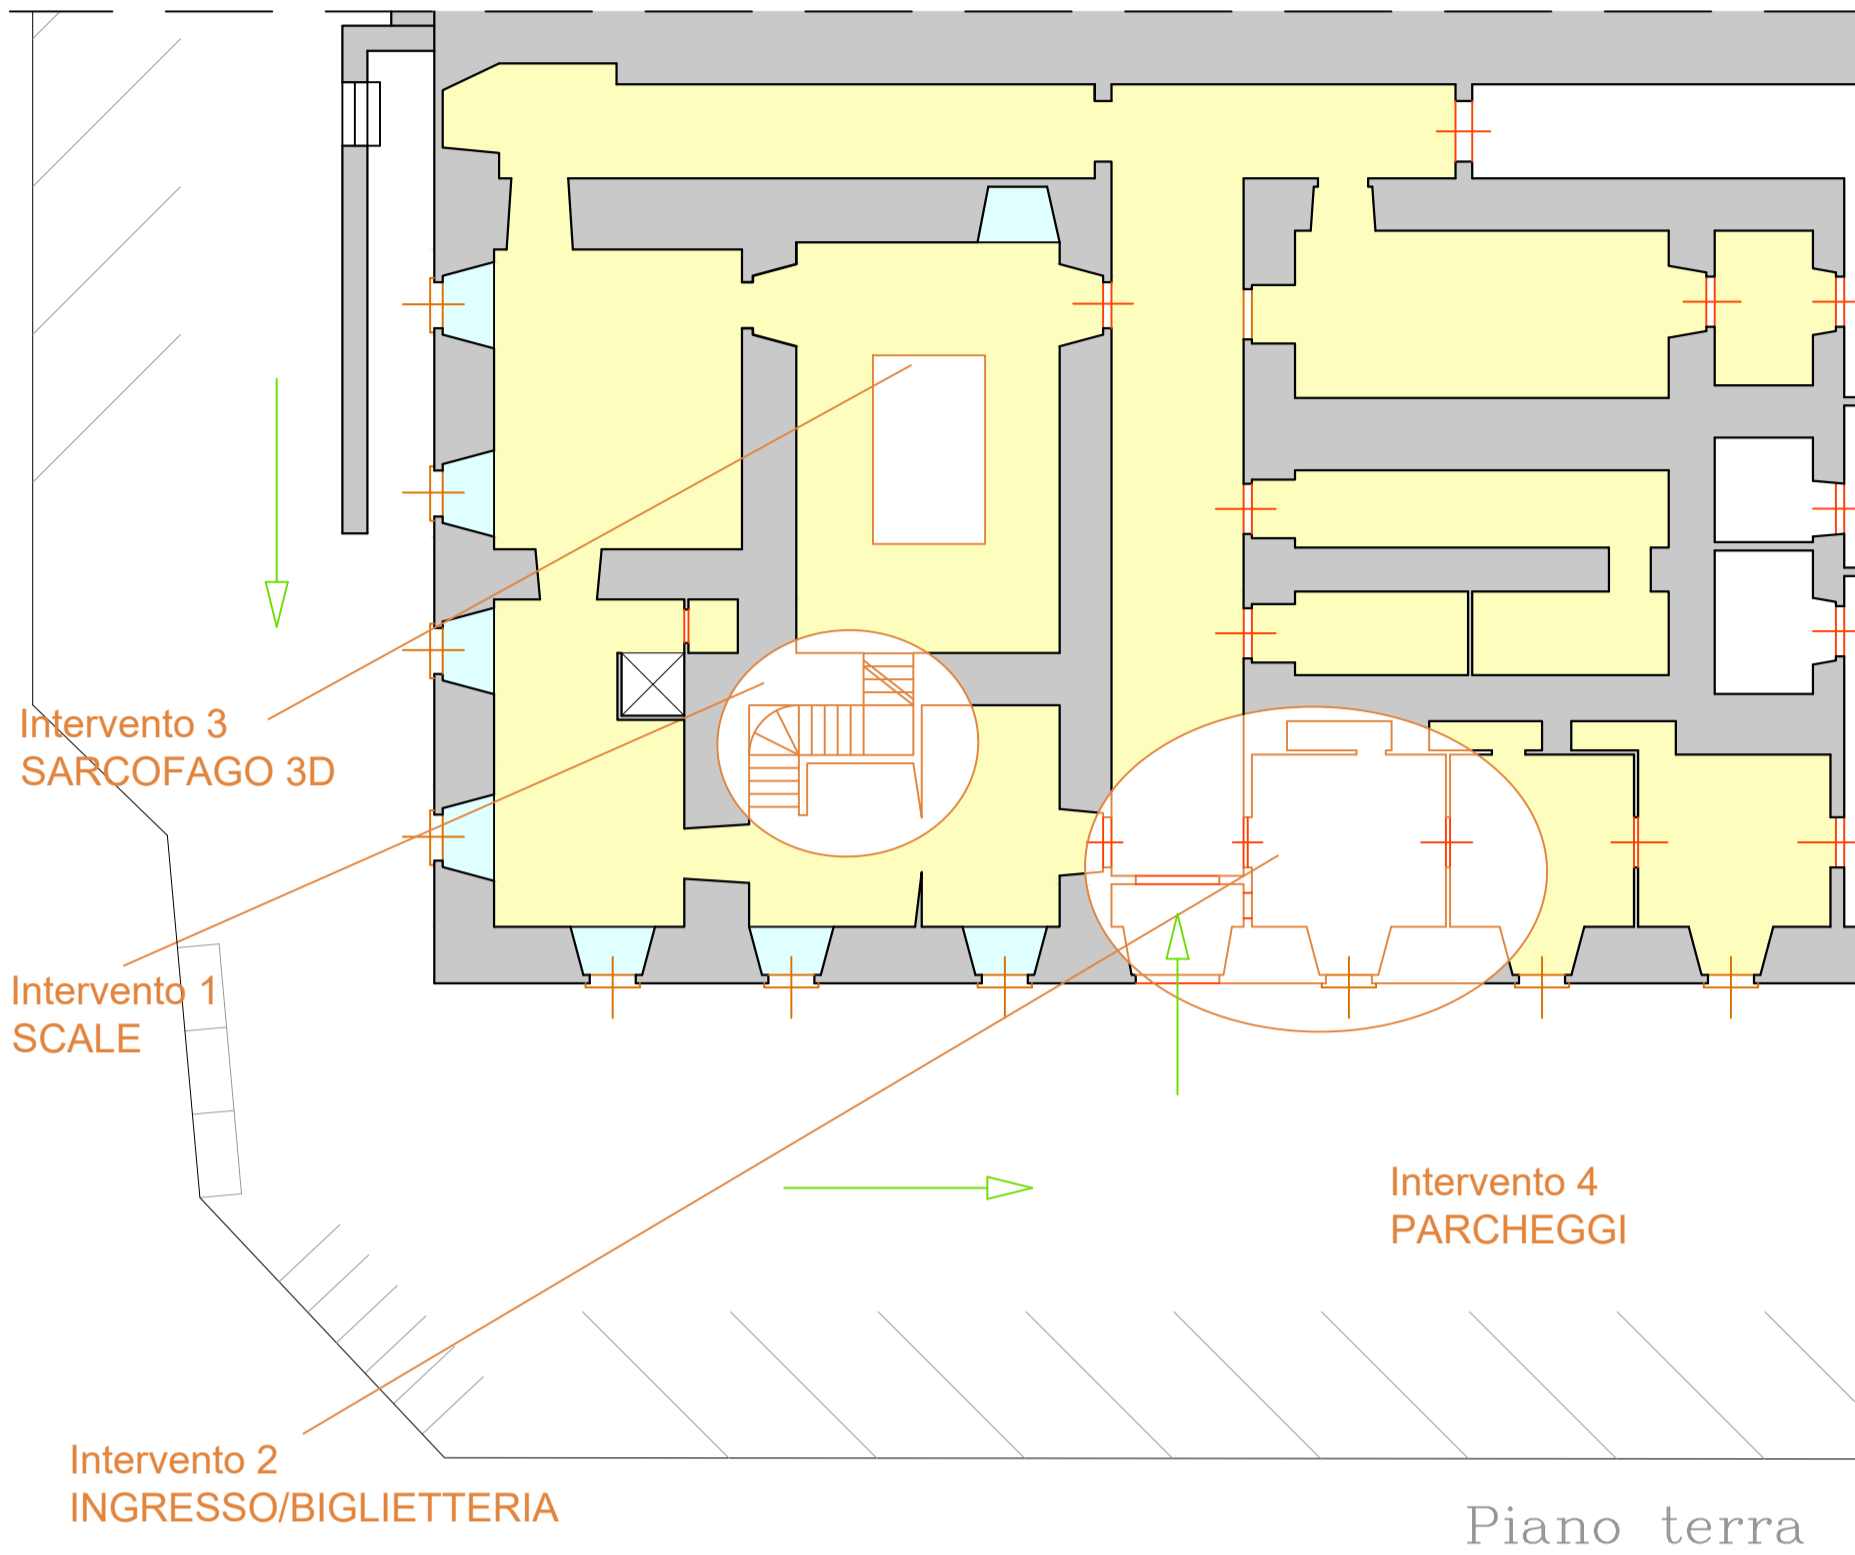 Intervento 3
SARCOFAGO 3D
Intervento 1
SCALE
Intervento 4
PARCHEGGI
Intervento 2
INGRESSO/BIGLIETTERIA
Piano terra